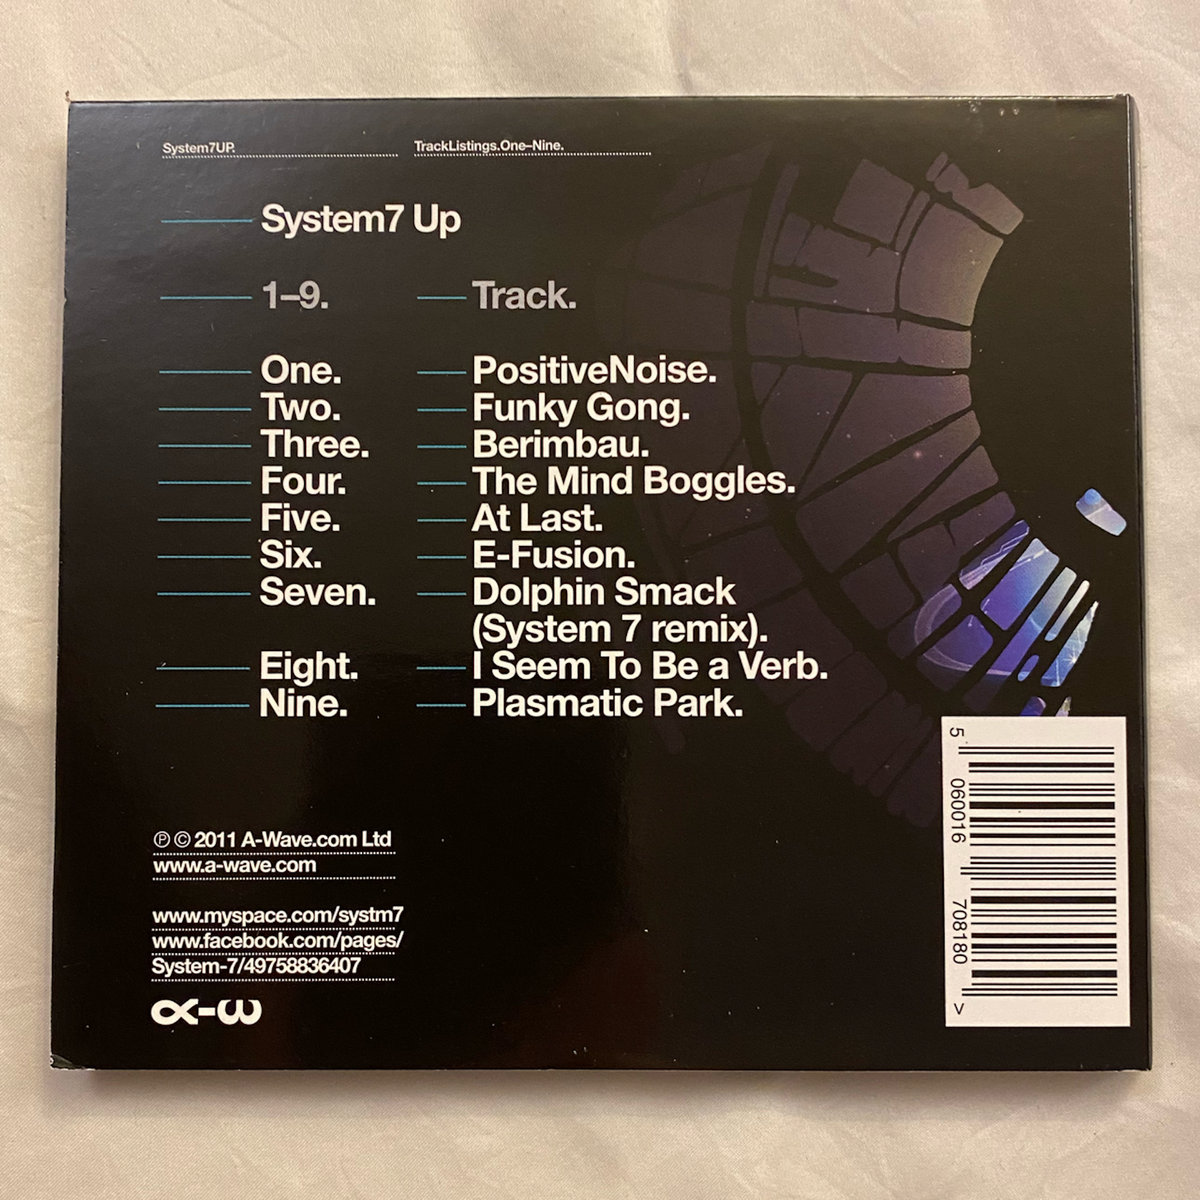 System7UP.
TrackListings.One–Nine.
System7 Up
1–9. Track.
One. PositiveNoise.
Two. Funky Gong.
Three. Berimbau.
Four. The Mind Boggles.
Five. At Last.
Six. E-Fusion.
Seven. Dolphin Smack
(System 7 remix).
Eight. I Seem To Be a Verb.
Nine. Plasmatic Park.
℗ © 2011 A-Wave.com Ltd
www.a-wave.com
www.myspace.com/systm7
www.facebook.com/pages/
System-7/49758836407
α-ω
5 060016 708180 >